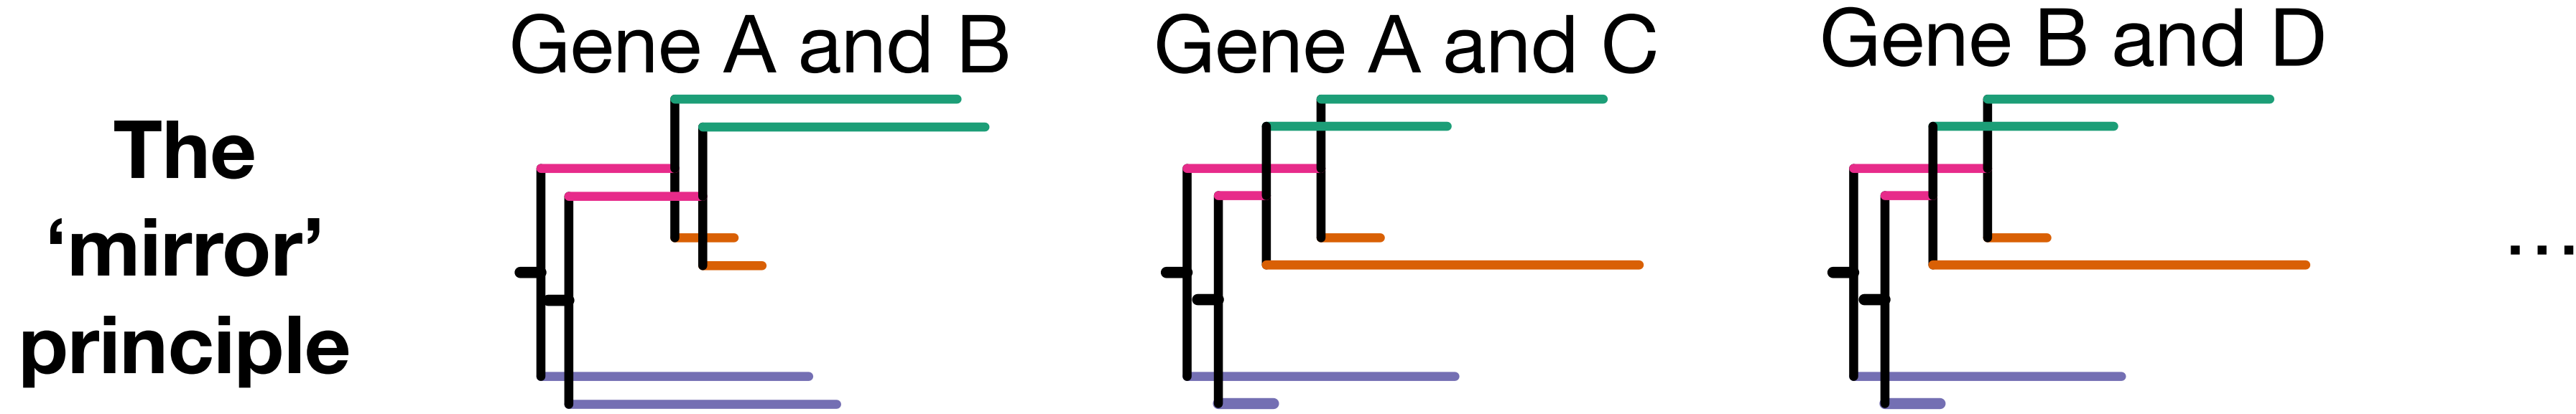 Gene A and B
Gene A and C
Gene B and D
The
‘mirror’
principle
...